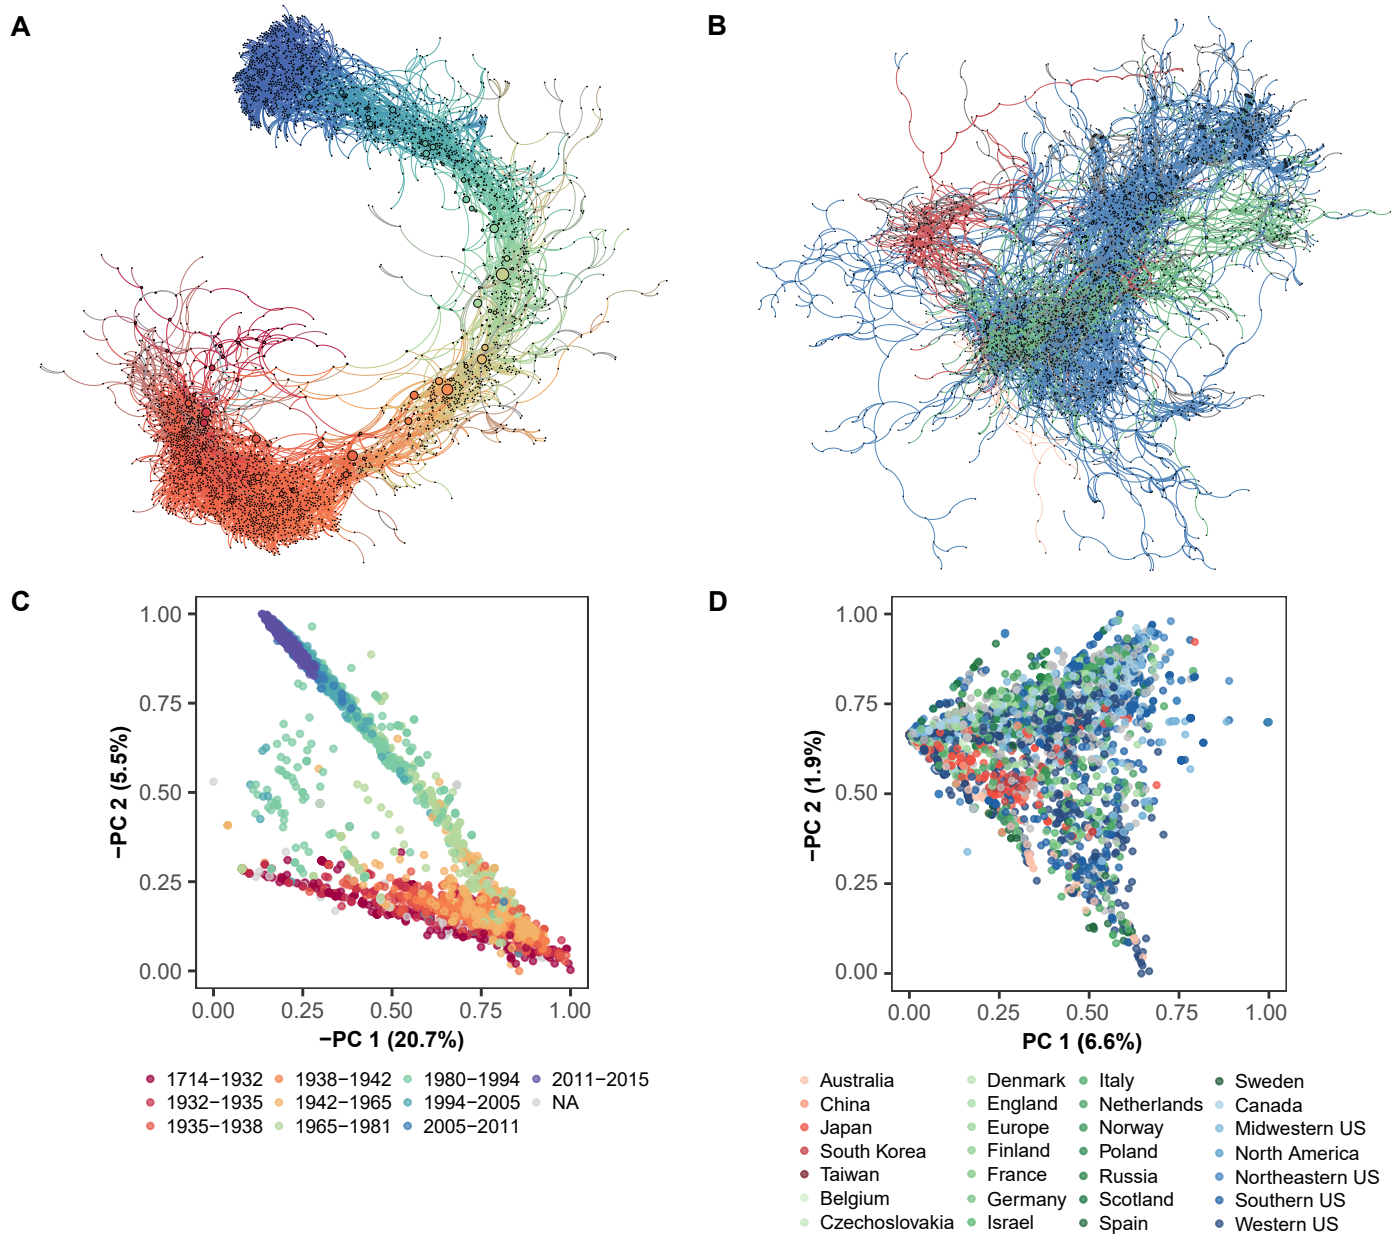 A
B
C
D
1.00
0.75
0.50
0.25
0.00
−PC 2 (5.5%)
0.00 0.25 0.50 0.75 1.00
−PC 1 (20.7%)
1714−1932 1938−1942 1980−1994 2011−2015
1932−1935 1942−1965 1994−2005 NA
1935−1938 1965−1981 2005−2011
1.00
0.75
0.50
0.25
0.00
−PC 2 (1.9%)
0.00 0.25 0.50 0.75 1.00
PC 1 (6.6%)
Australia Denmark Italy Sweden
China England Netherlands Canada
Japan Europe Norway Midwestern US
South Korea Finland Poland North America
Taiwan France Russia Northeastern US
Belgium Germany Scotland Southern US
Czechoslovakia Israel Spain Western US